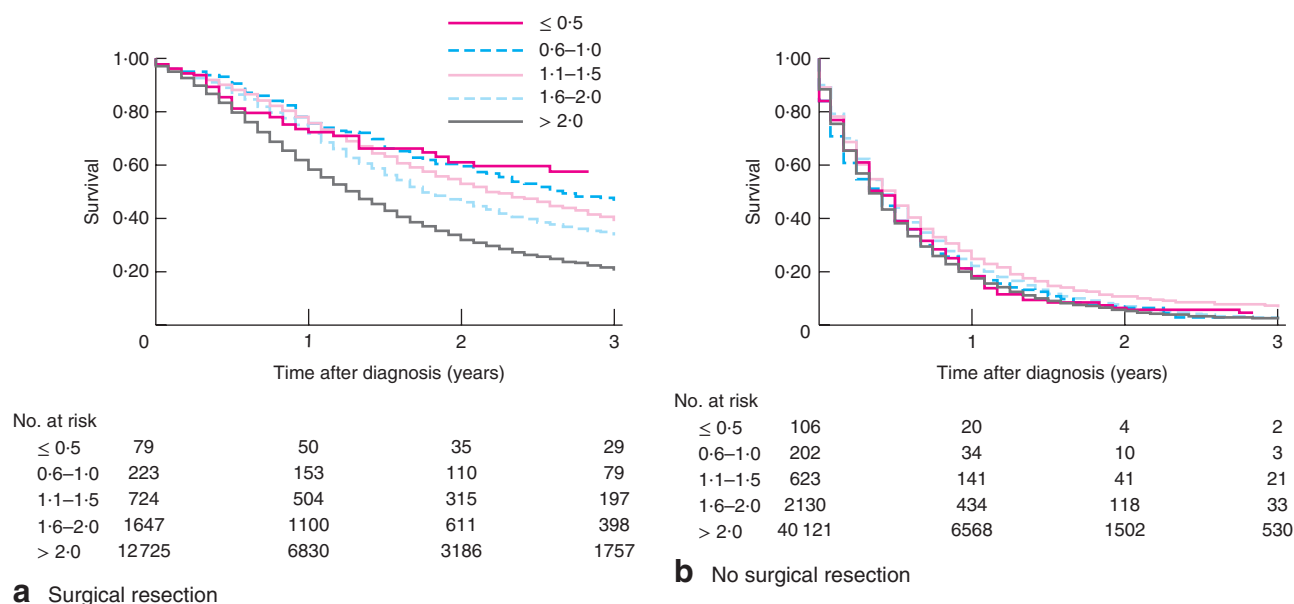 ≤ 0·5
0·6–1·0
1·1–1·5
1·6–2·0
> 2·0
1·00
0·80
0·60
0·40
0·20
0
1
2
3
Survival
Time after diagnosis (years)
No. at risk
≤ 0·5 79 50 35 29
0·6–1·0 223 153 110 79
1·1–1·5 724 504 315 197
1·6–2·0 1647 1100 611 398
> 2·0 12 725 6830 3186 1757
a Surgical resection
1·00
0·80
0·60
0·40
0·20
0
1
2
3
Survival
Time after diagnosis (years)
No. at risk
≤ 0·5 106 20 4 2
0·6–1·0 202 34 10 3
1·1–1·5 623 141 41 21
1·6–2·0 2130 434 118 33
> 2·0 40 121 6568 1502 530
b No surgical resection